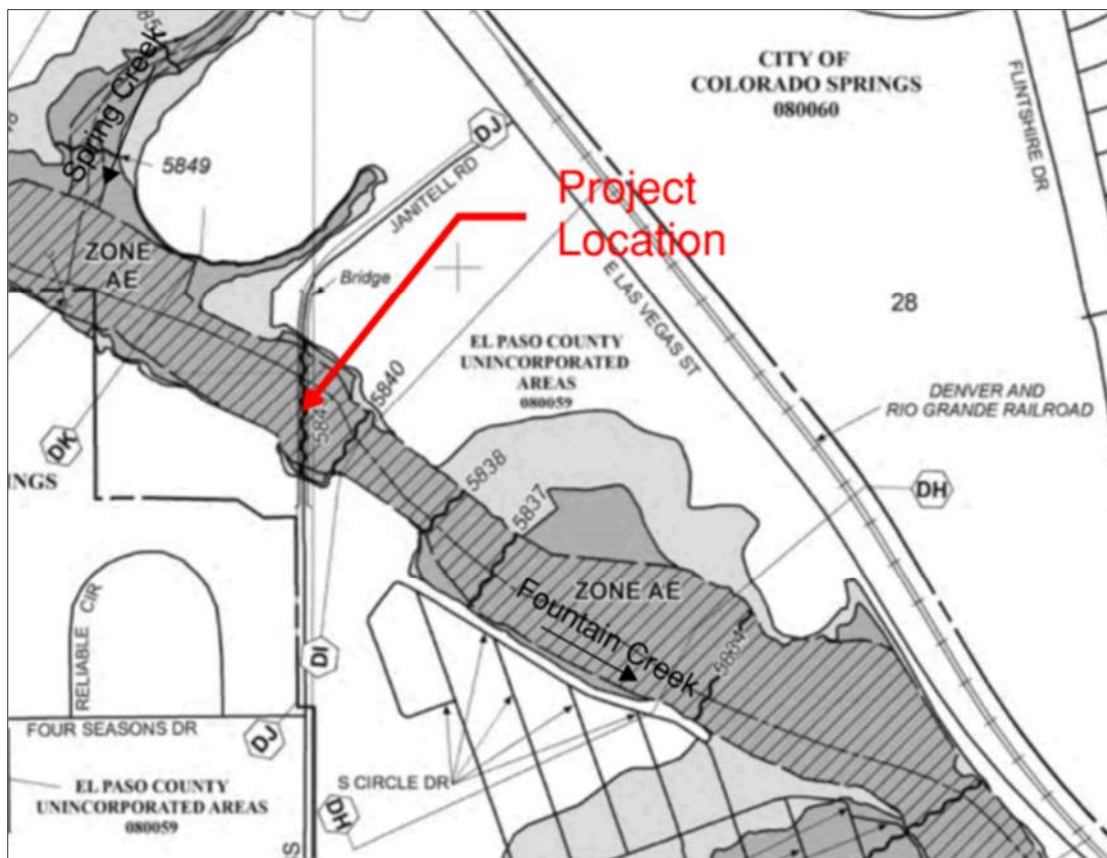 CITY OF
COLORADO SPRINGS
080060
FLINTSHIRE DR
Spring Creek
5849
DJ
JANITELL RD
Project
Location
ZONE
AE
Bridge
E LAS VEGAS ST
28
EL PASO COUNTY
UNINCORPORATED
AREAS
080059
5840
DENVER AND
RIO GRANDE RAILROAD
DK
INGS
5838
DH
5837
ZONE AE
Fountain Creek
5834
RELIABLE CIR
DI
FOUR SEASONS DR
DJ
S CIRCLE DR
EL PASO COUNTY
UNINCORPORATED AREAS
080059
DH